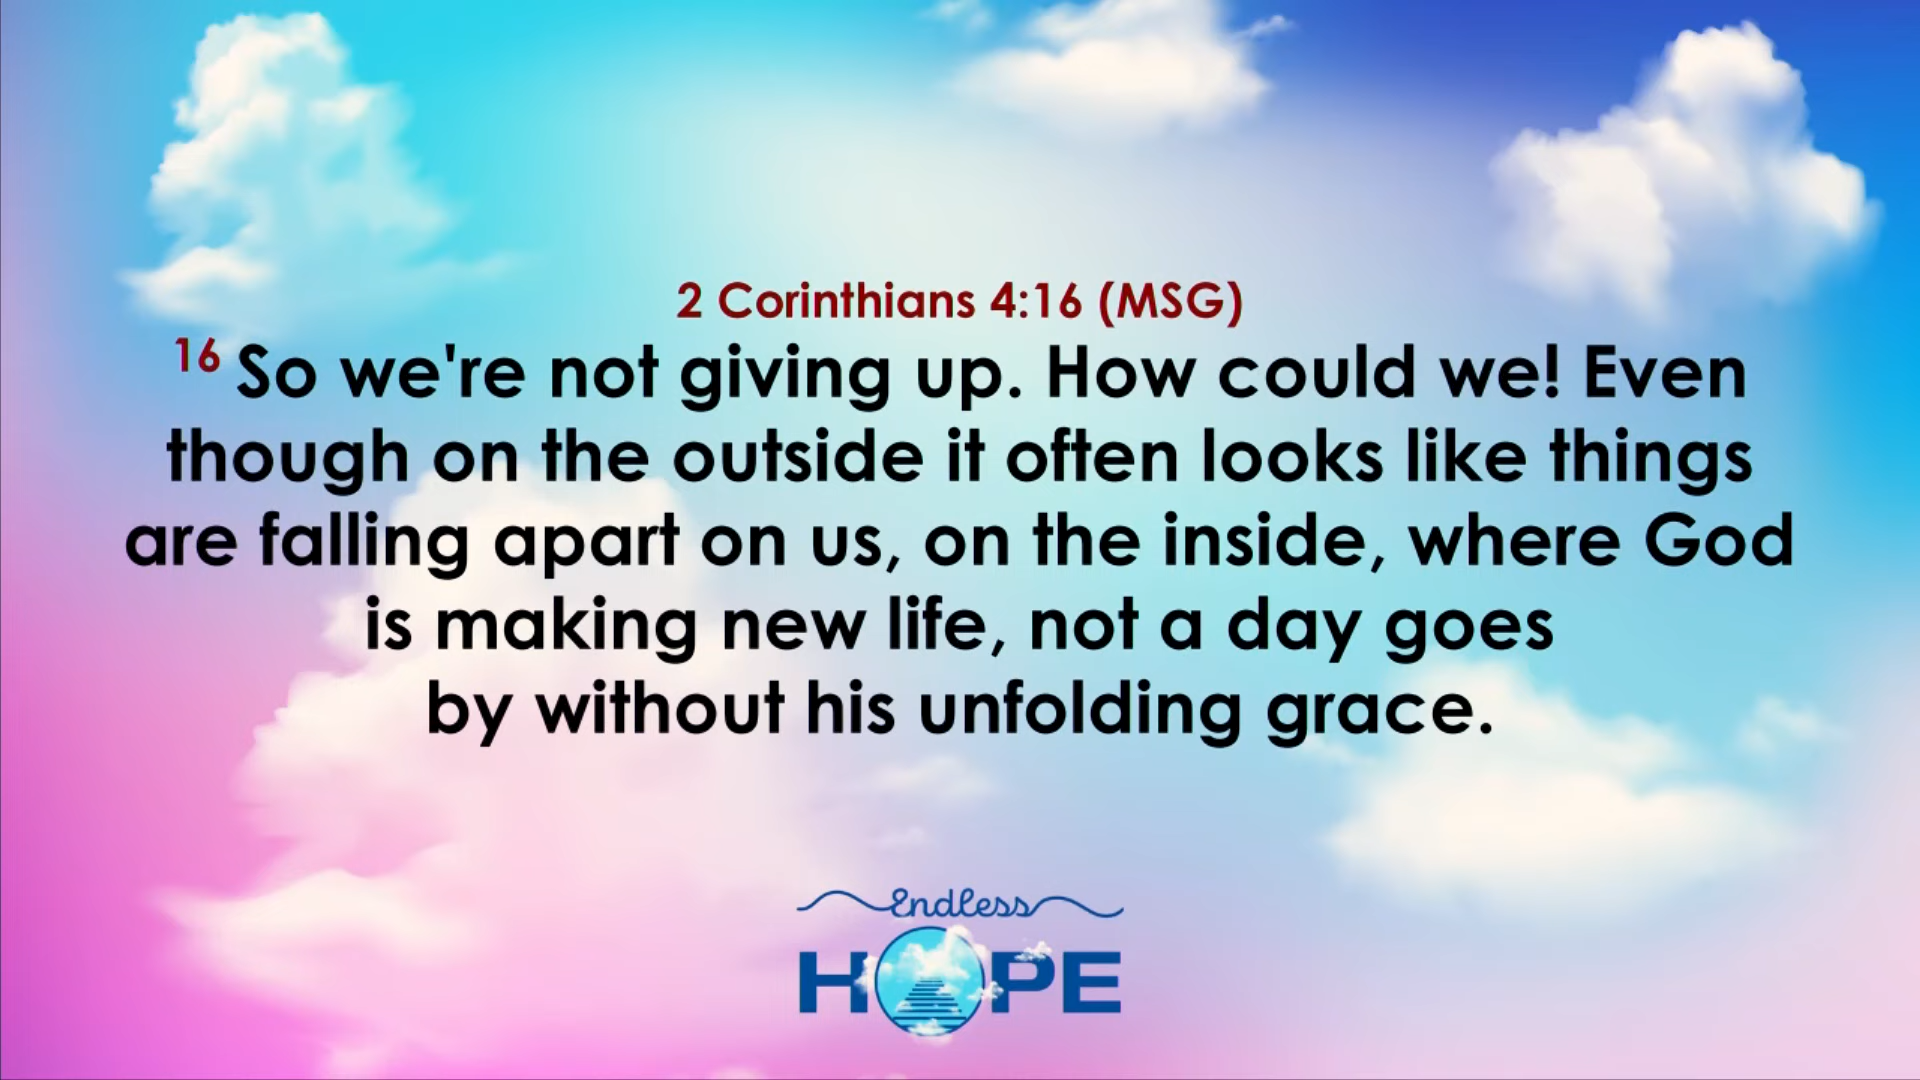 2 Corinthians 4:16 (MSG)
16 So we're not giving up. How could we! Even
though on the outside it often looks like things
are falling apart on us, on the inside, where God
is making new life, not a day goes
by without his unfolding grace.
Endless
HOPE